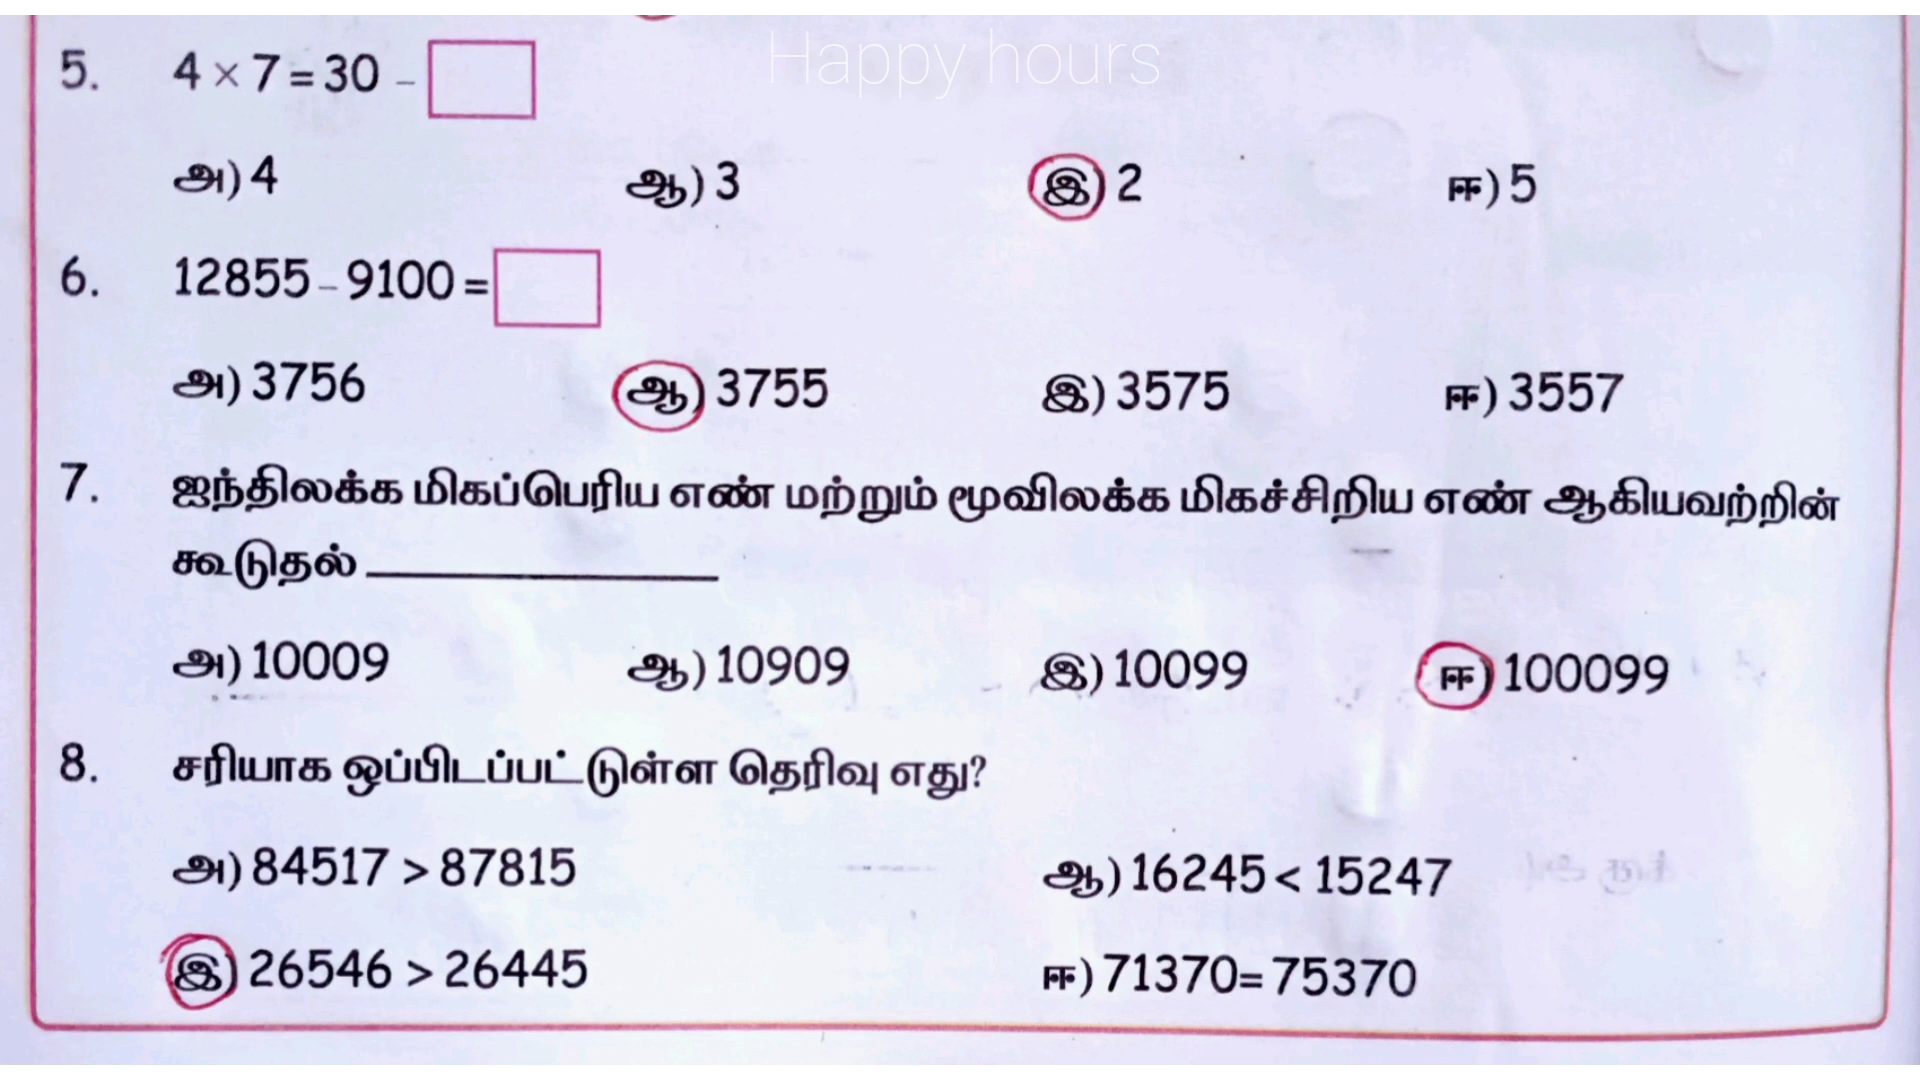 Happy hours
5. 4 × 7 = 30 –
அ) 4 ஆ) 3 இ) 2 ஈ) 5
6. 12855 – 9100 =
அ) 3756 ஆ) 3755 இ) 3575 ஈ) 3557
7. ஐந்திலக்க மிகப்பெரிய எண் மற்றும் மூவிலக்க மிகச்சிறிய எண் ஆகியவற்றின்
கூடுதல் ____________
அ) 10009 ஆ) 10909 இ) 10099 ஈ) 100099
8. சரியாக ஒப்பிடப்பட்டுள்ள தெரிவு எது?
அ) 84517 > 87815 ஆ) 16245 < 15247
இ) 26546 > 26445 ஈ) 71370= 75370